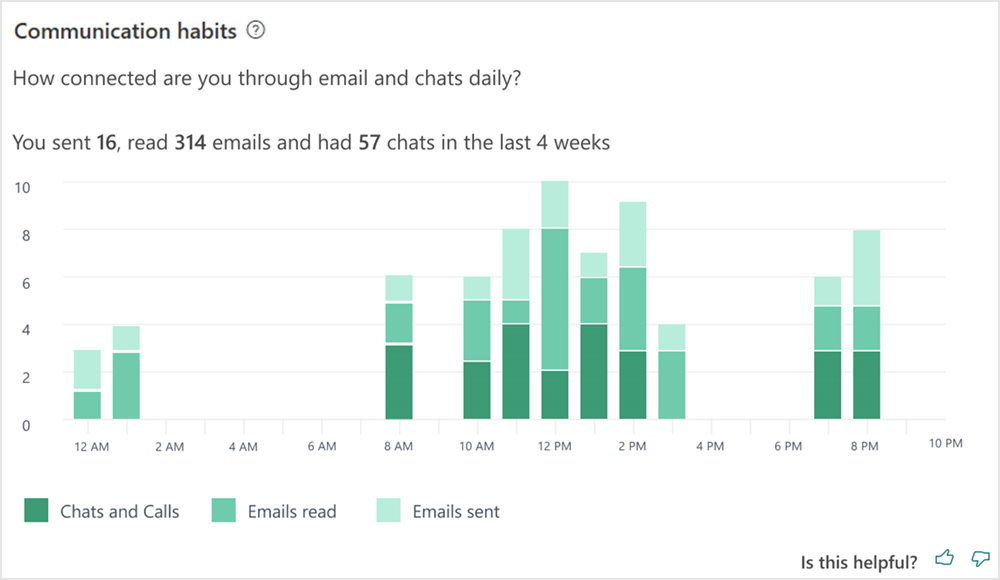 Communication habits ?
How connected are you through email and chats daily?
You sent 16, read 314 emails and had 57 chats in the last 4 weeks
10
8
6
4
2
0
12 AM 2 AM 4 AM 6 AM 8 AM 10 AM 12 PM 2 PM 4 PM 6 PM 8 PM 10 PM
Chats and Calls Emails read Emails sent
Is this helpful?